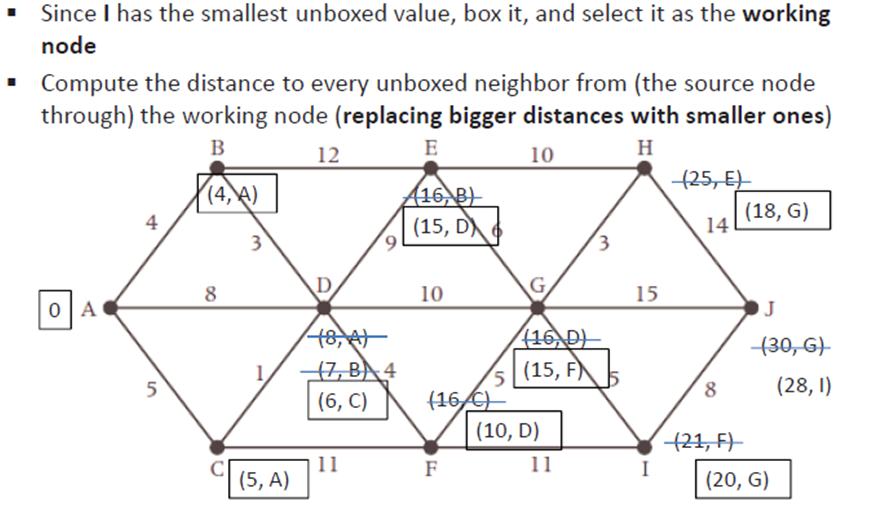 Since I has the smallest unboxed value, box it, and select it as the working
node
Compute the distance to every unboxed neighbor from (the source node
through) the working node (replacing bigger distances with smaller ones)
B 12 E 10 H
(25, E)
(4, A) (16, B) (18, G)
4 3 9 (15, D) 6 3 14
0 A 8 D 10 G 15 J
(8, A) (16, D) (30, G)
5 1 (7, B) 4 5 (15, F) 5 8 (28, I)
(6, C) (16, C)
(10, D) (21, F)
C (5, A) 11 F 11 I (20, G)